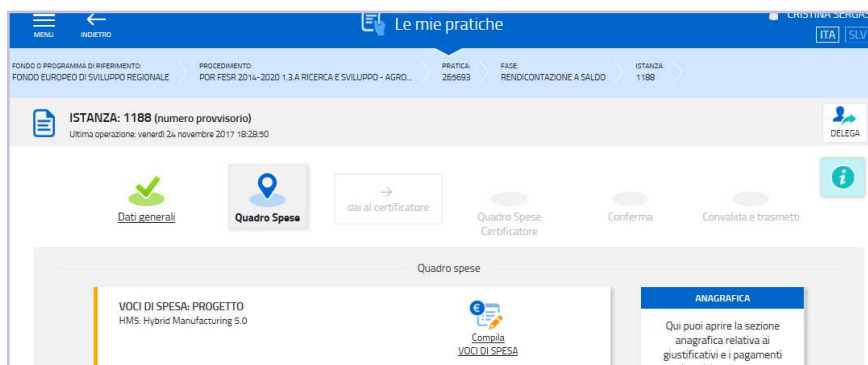 CRISTINA SERGAS
MENU
INDIETRO
Le mie pratiche
ITA SLV
FONDO O PROGRAMMA DI RIFERIMENTO:
FONDO EUROPEO DI SVILUPPO REGIONALE
PROCEDIMENTO:
POR FESR 2014-2020 1.3.A RICERCA E SVILUPPO - AGRO...
PRATICA:
265693
FASE:
RENDICONTAZIONE A SALDO
ISTANZA:
1188
ISTANZA: 1188 (numero provvisorio)
Ultima operazione: venerdì 24 novembre 2017 18:28:50
DELEGA
Dati generali
Quadro Spese
dai al certificatore
Quadro Spese
Certificatore
Conferma
Convalida e trasmetti
Quadro spese
VOCI DI SPESA: PROGETTO
HM5: Hybrid Manufacturing 5.0
Compila
VOCI DI SPESA
ANAGRAFICA
Qui puoi aprire la sezione
anagrafica relativa ai
giustificativi e i pagamenti